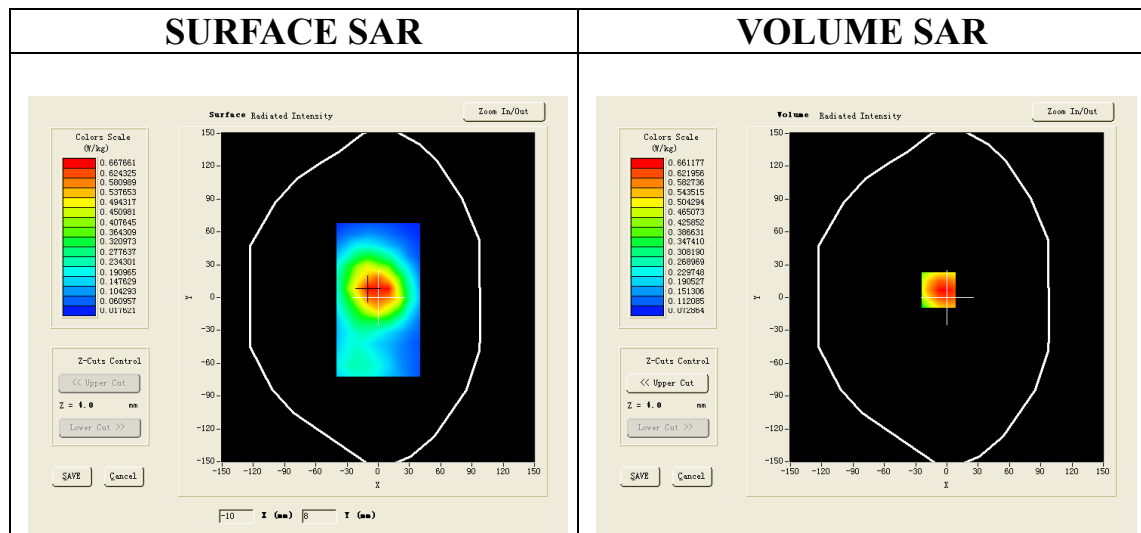 SURFACE SAR
VOLUME SAR
Surface Radiated Intensity
Zoom In/Out
Colors Scale
(W/kg)
0.667661
0.624325
0.580989
0.537653
0.494317
0.450981
0.407645
0.364309
0.320973
0.277637
0.234301
0.190965
0.147629
0.104293
0.060957
0.017621
150
120
90
60
30
0
-30
-60
-90
-120
-150
Y
-150 -120 -90 -60 -30 0 30 60 90 120 150
X
Z-Cuts Control
<< Upper Cut
Z = 4.0 mm
Lower Cut >>
SAVE Cancel
-10 X (mm) 8 Y (mm)
Volume Radiated Intensity
Zoom In/Out
Colors Scale
(W/kg)
0.661177
0.621956
0.582736
0.543515
0.504294
0.465073
0.425852
0.386631
0.347410
0.308190
0.268969
0.229748
0.190527
0.151306
0.112085
0.072864
150
120
90
60
30
0
-30
-60
-90
-120
-150
Y
-150 -120 -90 -60 -30 0 30 60 90 120 150
X
Z-Cuts Control
<< Upper Cut
Z = 4.0 mm
Lower Cut >>
SAVE Cancel